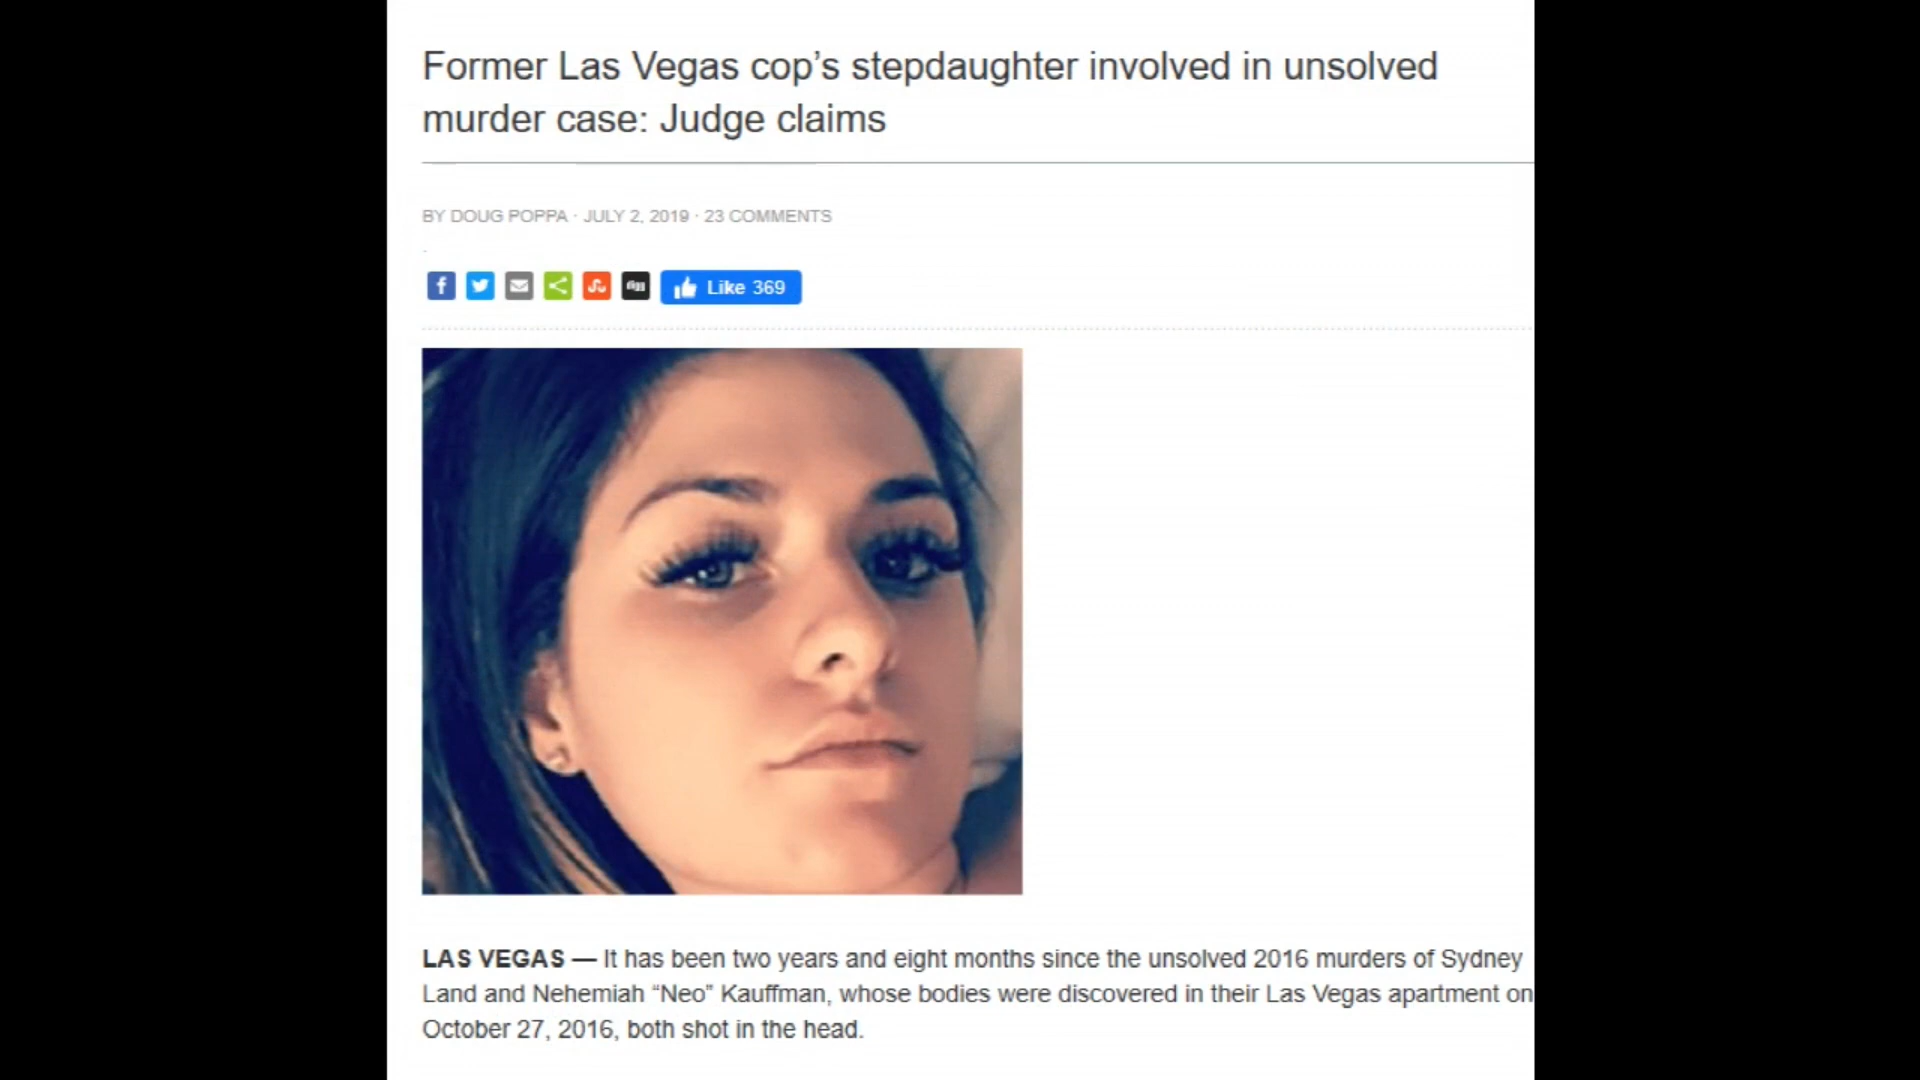 Former Las Vegas cop’s stepdaughter involved in unsolved
murder case: Judge claims
BY DOUG POPPA · JULY 2, 2019 · 23 COMMENTS
f digg Like 369
LAS VEGAS — It has been two years and eight months since the unsolved 2016 murders of Sydney
Land and Nehemiah “Neo” Kauffman, whose bodies were discovered in their Las Vegas apartment on
October 27, 2016, both shot in the head.